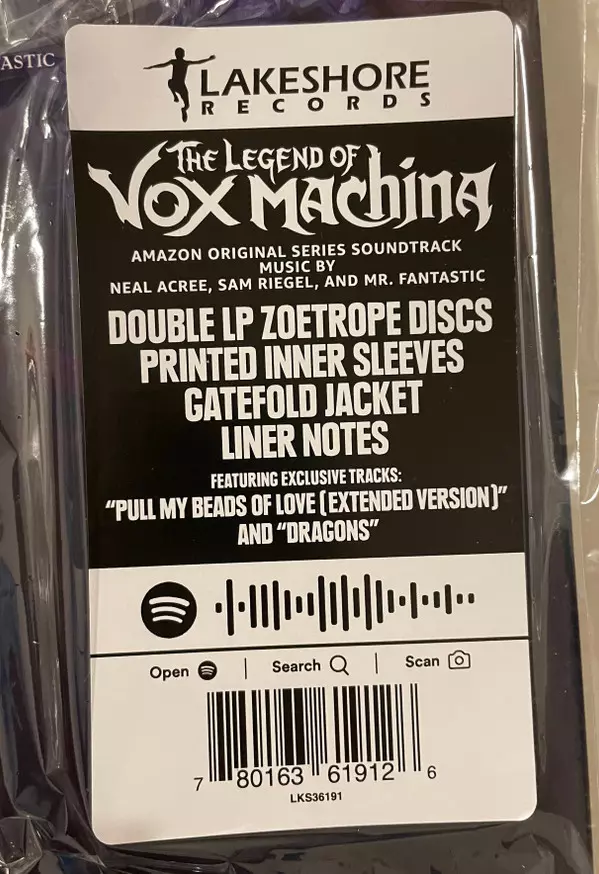 ASTIC
LAKESHORE
RECORDS
THE LEGEND OF
VOX MACHINA
AMAZON ORIGINAL SERIES SOUNDTRACK
MUSIC BY
NEAL ACREE, SAM RIEGEL, AND MR. FANTASTIC
DOUBLE LP ZOETROPE DISCS
PRINTED INNER SLEEVES
GATEFOLD JACKET
LINER NOTES
FEATURING EXCLUSIVE TRACKS:
“PULL MY BEADS OF LOVE (EXTENDED VERSION)”
AND “DRAGONS”
Open | Search | Scan
7 80163 61912 6
LKS36191